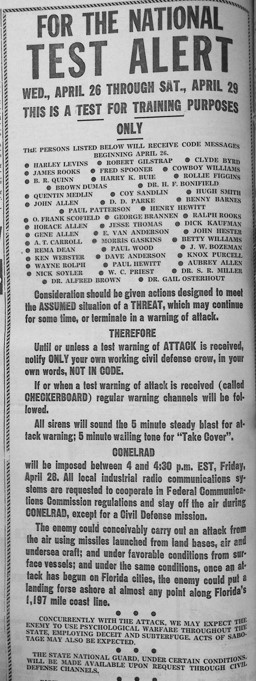 FOR THE NATIONAL
TEST ALERT
WED., APRIL 26 THROUGH SAT., APRIL 29
THIS IS A TEST FOR TRAINING PURPOSES
ONLY
THE PERSONS LISTED BELOW WILL RECEIVE CODE MESSAGES
BEGINNING APRIL 26.
● HARLEY LEVINS ● ROBERT GILSTRAP ● CLYDE BYRD
● JAMES ROOKS ● FRED SPOONER ● COWBOY WILLIAMS
● B. R. QUINN ● HARRY K. HUIE ● ROLLIE FIGGINS
● BROWN DUMAS ● DR. H. F. BONIFIELD
● QUENTIN MEDLIN ● COY SANDLIN ● HUGH SMITH
● JOHN ALLEN ● D. D. PARKE ● BENNY BARNES
● PAUL PATTERSON ● HENRY HEWITT
● O. FRANK SCOFIELD ● GEORGE BRANNEN ● RALPH ROOKS
● HORACE ALLEN ● JESSE THOMAS ● DICK KAUFMAN
● GENE ALLEN ● E. VAN ANDERSON ● JOHN HESTER
● A. T. CARROLL ● MORRIS GASKINS ● BETTY WILLIAMS
● REMA DEAN ● PAUL WOOD ● J. W. BOZEMAN
● KEN WEBSTER ● DAVE ANDERSON ● KNOX PURCELL
● WAYNE ROLPH ● PAUL HEWITT ● AUBREY ALLEN
● NICK SOYLER ● W. C. PRIEST ● DR. S. R. MILLER
● DR. ALFRED BROWN ● DR. GAIL OSTERHOUT
Consideration should be given actions designed to meet
the ASSUMED situation of a THREAT, which may continue
for some time, or terminate in a warning of attack.
THEREFORE
Until or unless a test warning of ATTACK is received,
notify ONLY your own working civil defense crew, in your
own words, NOT IN CODE.
If or when a test warning of attack is received (called
CHECKERBOARD) regular warning channels will be fol-
lowed.
All sirens will sound the 5 minute steady blast for at-
tack warning; 5 minute wailing tone for "Take Cover".
CONELRAD
will be imposed between 4 and 4:30 p.m. EST, Friday,
April 28. All local industrial radio communications sy-
stems are requested to cooperate in Federal Communica-
tions Commission regulations and stay off the air during
CONELRAD, except for a Civil Defense mission.
The enemy could conceivably carry out an attack from
the air using missiles launched from land bases, air and
undersea craft; and under favorable conditions from sur-
face vessels; and under the same conditions, once an at-
tack has begun on Florida cities, the enemy could put a
landing force ashore at almost any point along Florida's
1,197 mile coast line.
● ● ●
CONCURRENTLY WITH THE ATTACK, WE MAY EXPECT THE
ENEMY TO USE PSYCHOLOGICAL WARFARE THROUGHOUT THE
STATE, EMPLOYING DECEIT AND SUBTERFUGE. ACTS OF SABO-
TAGE MAY ALSO BE EXPECTED.
● ● ●
THE STATE NATIONAL GUARD, UNDER CERTAIN CONDITIONS,
WILL BE MADE AVAILABLE UPON REQUEST THROUGH CIVIL
DEFENSE CHANNELS.